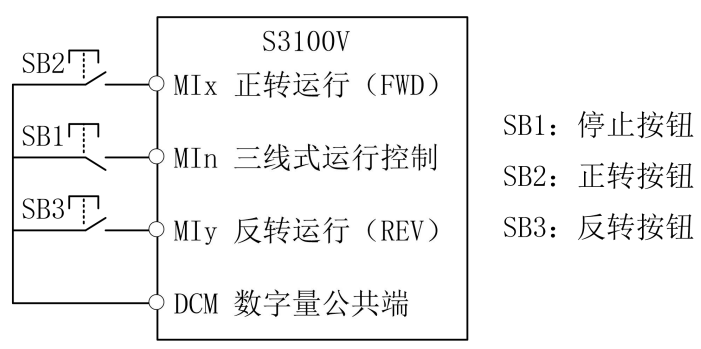 S3100V
SB2 MIx 正转运行（FWD）
SB1 MIn 三线式运行控制
SB3 MIy 反转运行（REV）
DCM 数字量公共端
SB1：停止按钮
SB2：正转按钮
SB3：反转按钮